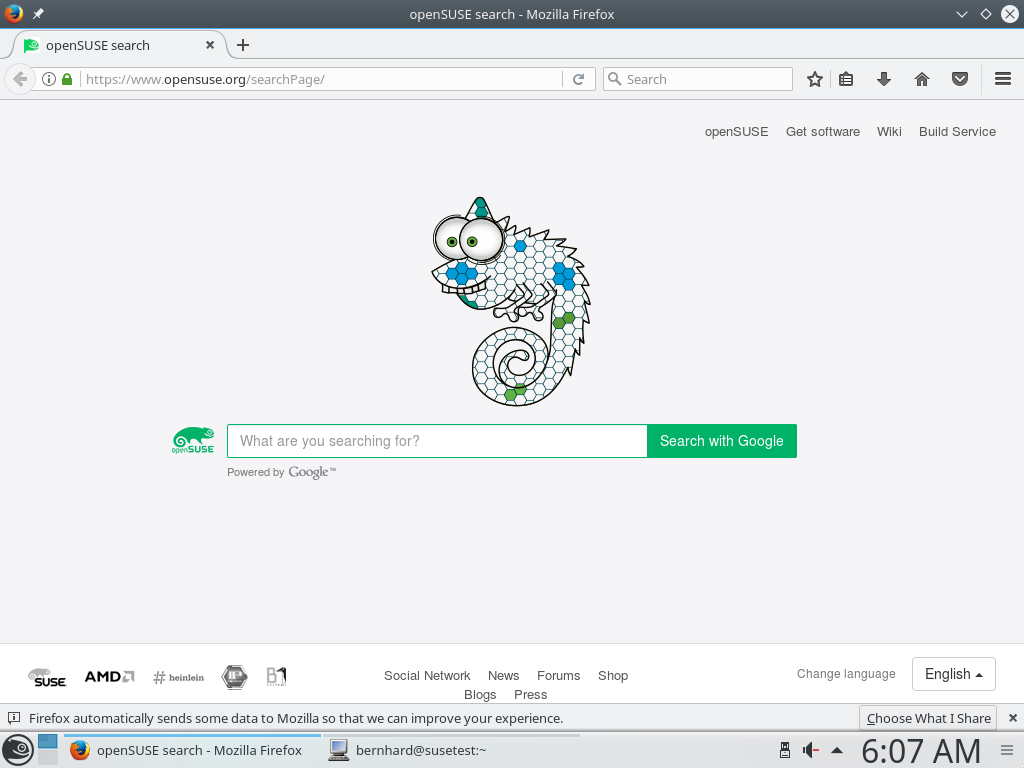 openSUSE search - Mozilla Firefox
openSUSE search
https://www.opensuse.org/searchPage/
Search
openSUSE Get software Wiki Build Service
openSUSE
What are you searching for?
Search with Google
Powered by Google™
SUSE
AMD
# heinlein
B1
Social Network News Forums Shop
Blogs Press
Change language
English
Firefox automatically sends some data to Mozilla so that we can improve your experience.
Choose What I Share
openSUSE search - Mozilla Firefox
bernhard@susetest:~
6:07 AM